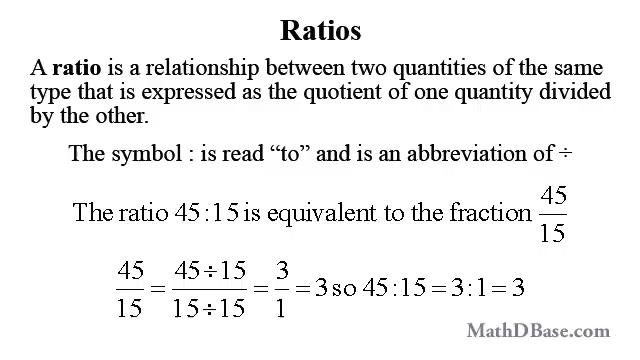 Ratios
A ratio is a relationship between two quantities of the same
type that is expressed as the quotient of one quantity divided
by the other.
The symbol : is read “to” and is an abbreviation of ÷
The ratio 45:15 is equivalent to the fraction 45/15
45/15 = 45÷15/15÷15 = 3/1 = 3 so 45:15 = 3:1 = 3
MathDBase.com